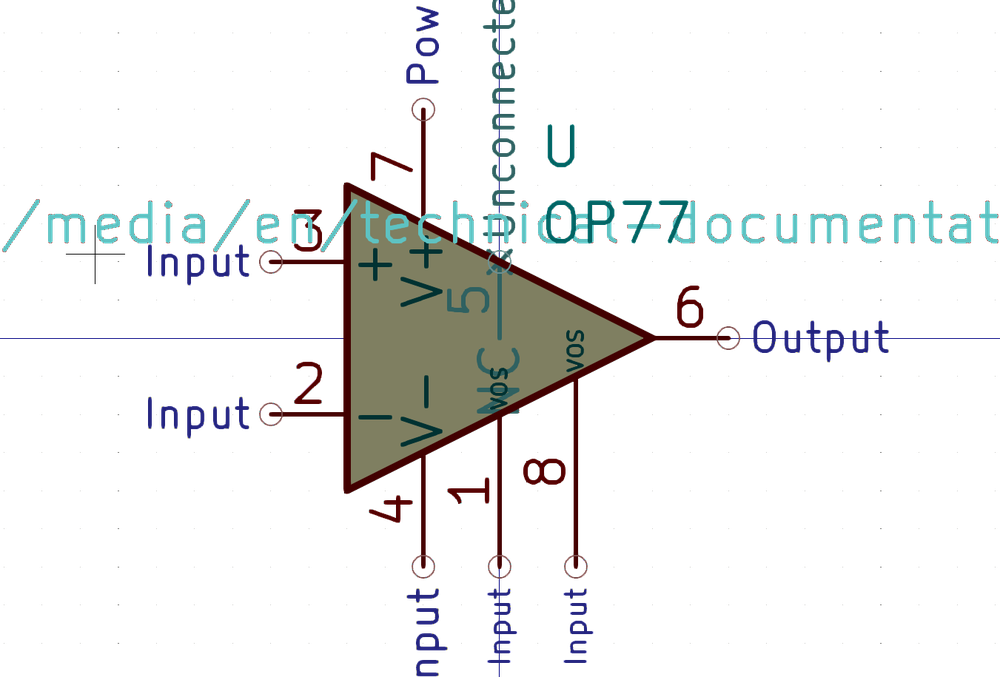 Pow
Unconnecte
U
7
/media/en/technical-documentat
OP77
3
Input
+
V+
5
6
Output
NC
vos
vos
2
Input
−
V−
4
1
8
Input
Input
Input